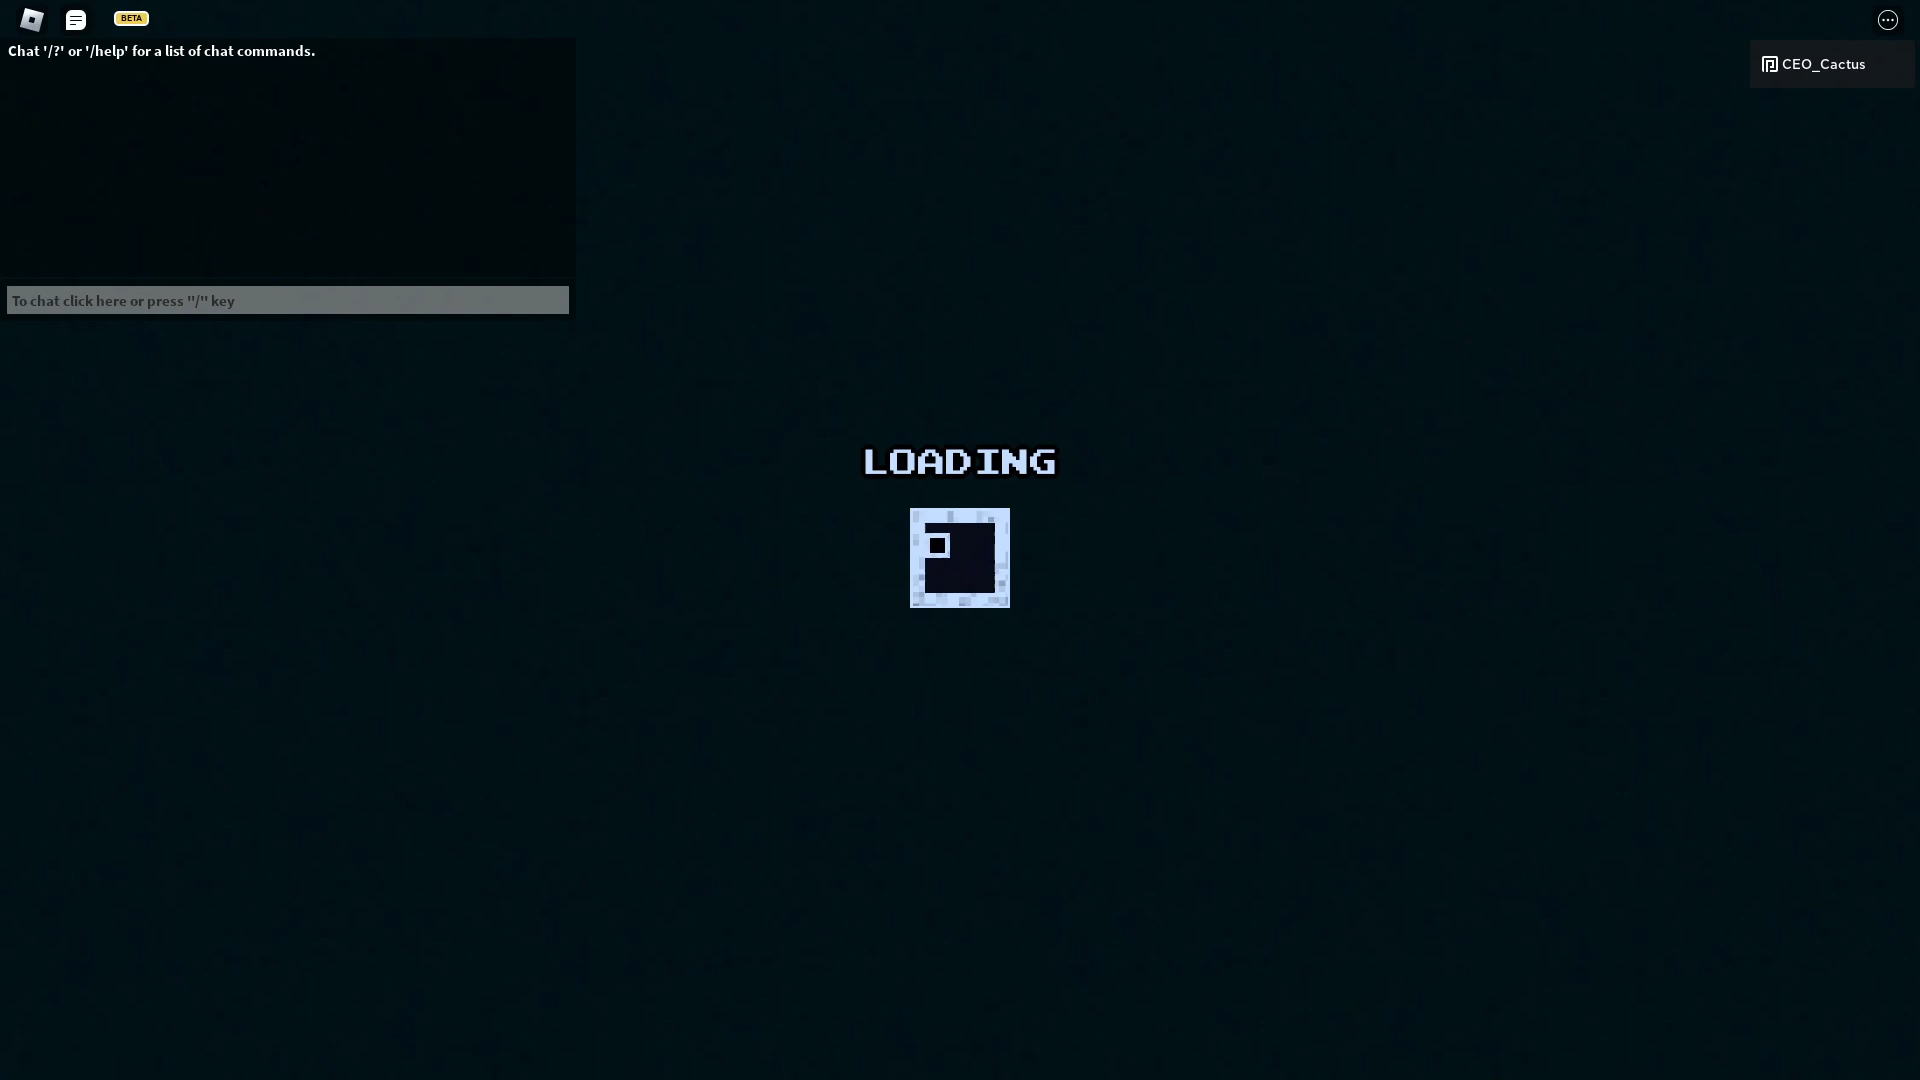 BETA
Chat '/?' or '/help' for a list of chat commands.
CEO_Cactus
To chat click here or press "/" key
LOADING